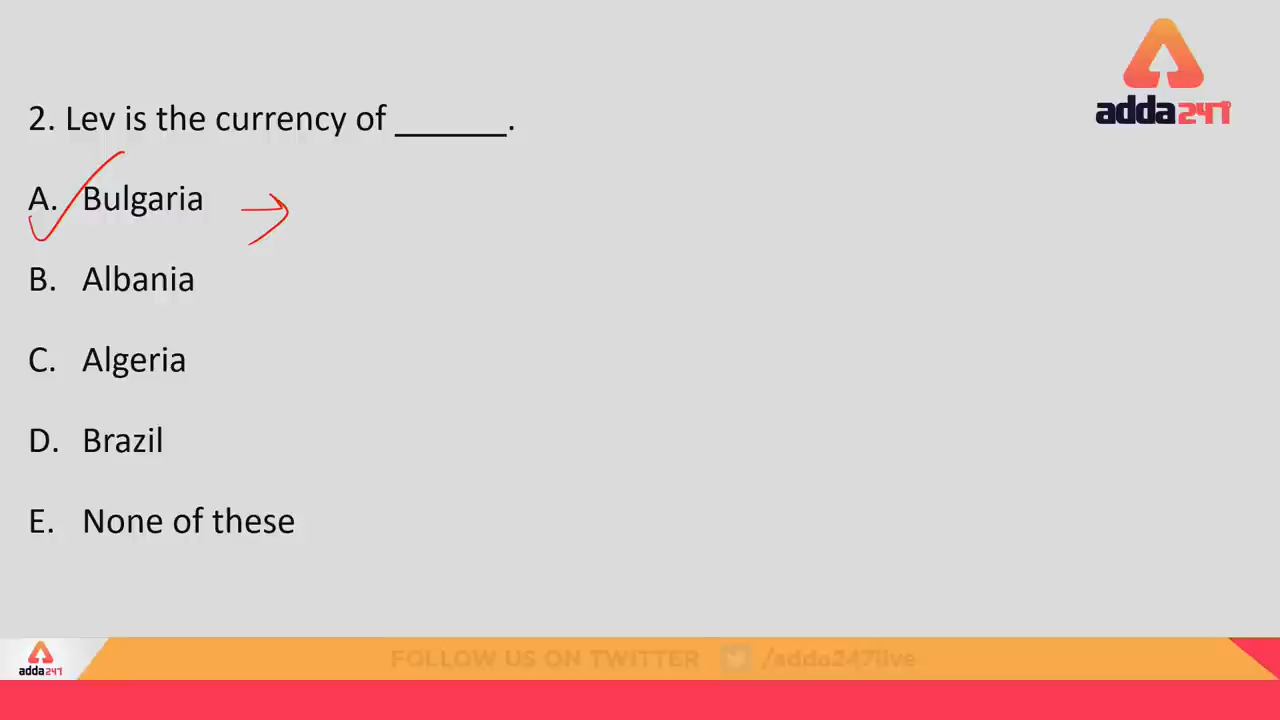 adda247
2. Lev is the currency of ______.
A. Bulgaria
B. Albania
C. Algeria
D. Brazil
E. None of these
adda247
FOLLOW US ON TWITTER /adda247live